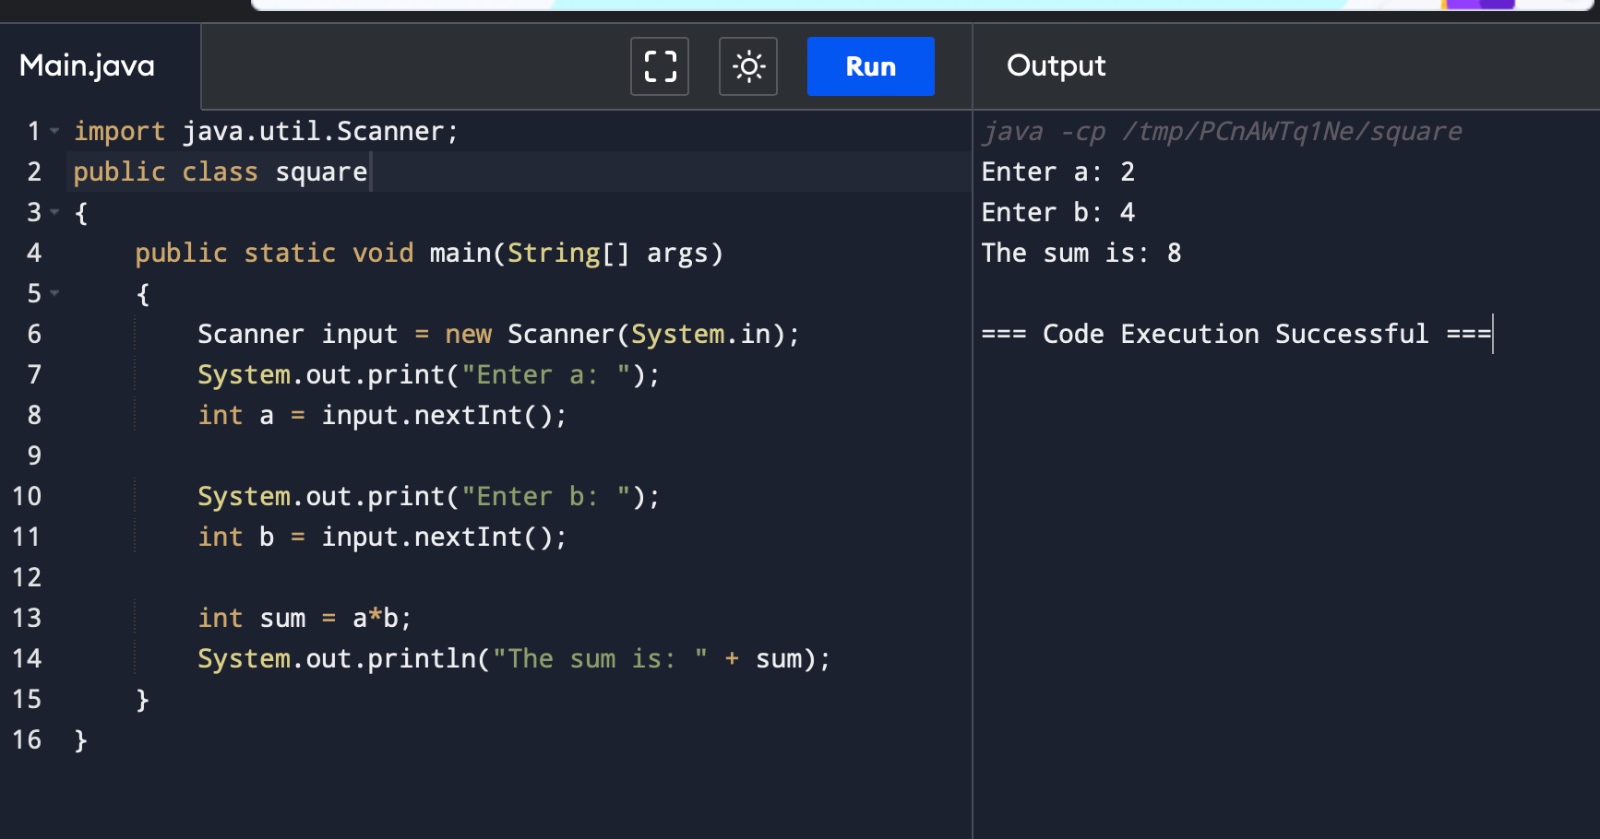 Main.java
Run
Output
1 import java.util.Scanner;
2 public class square
3 {
4     public static void main(String[] args)
5     {
6         Scanner input = new Scanner(System.in);
7         System.out.print("Enter a: ");
8         int a = input.nextInt();
9
10         System.out.print("Enter b: ");
11         int b = input.nextInt();
12
13         int sum = a*b;
14         System.out.println("The sum is: " + sum);
15     }
16 }
java -cp /tmp/PCnAWTq1Ne/square
Enter a: 2
Enter b: 4
The sum is: 8
=== Code Execution Successful ===